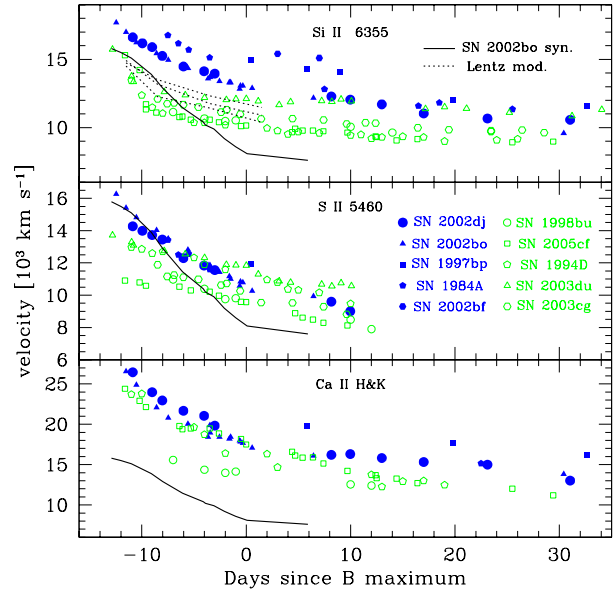 Si II 6355
SN 2002bo syn.
Lentz mod.
15
10
S II 5460
SN 2002dj
SN 2002bo
SN 1997bp
SN 1984A
SN 2002bf
SN 1998bu
SN 2005cf
SN 1994D
SN 2003du
SN 2003cg
16
14
12
10
8
6
velocity [10³ km s⁻¹]
Ca II H&K
25
20
15
10
−10
0
10
20
30
Days since B maximum